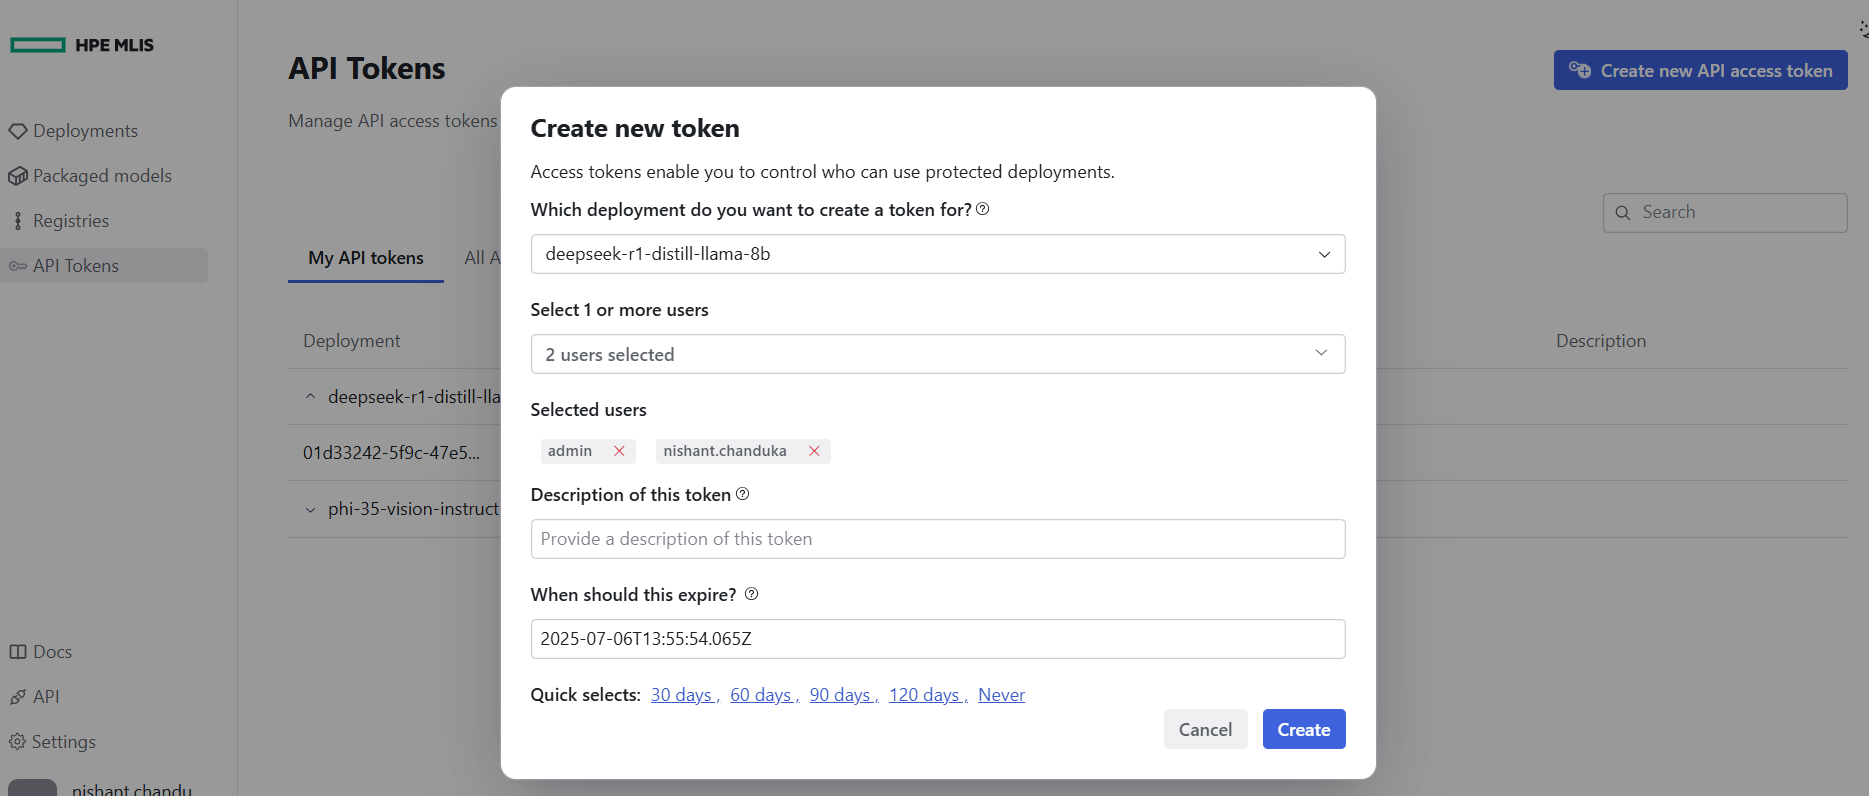 HPE MLIS
Deployments
Packaged models
Registries
API Tokens
Docs
API
Settings
nishant.chandu
API Tokens
Create new API access token
Manage API access tokens
Search
My API tokens
All A
Deployment
Description
deepseek-r1-distill-lla
01d33242-5f9c-47e5...
phi-35-vision-instruct
Create new token
Access tokens enable you to control who can use protected deployments.
Which deployment do you want to create a token for?
deepseek-r1-distill-llama-8b
Select 1 or more users
2 users selected
Selected users
admin
nishant.chanduka
Description of this token
Provide a description of this token
When should this expire?
2025-07-06T13:55:54.065Z
Quick selects: 30 days , 60 days , 90 days , 120 days , Never
Cancel
Create